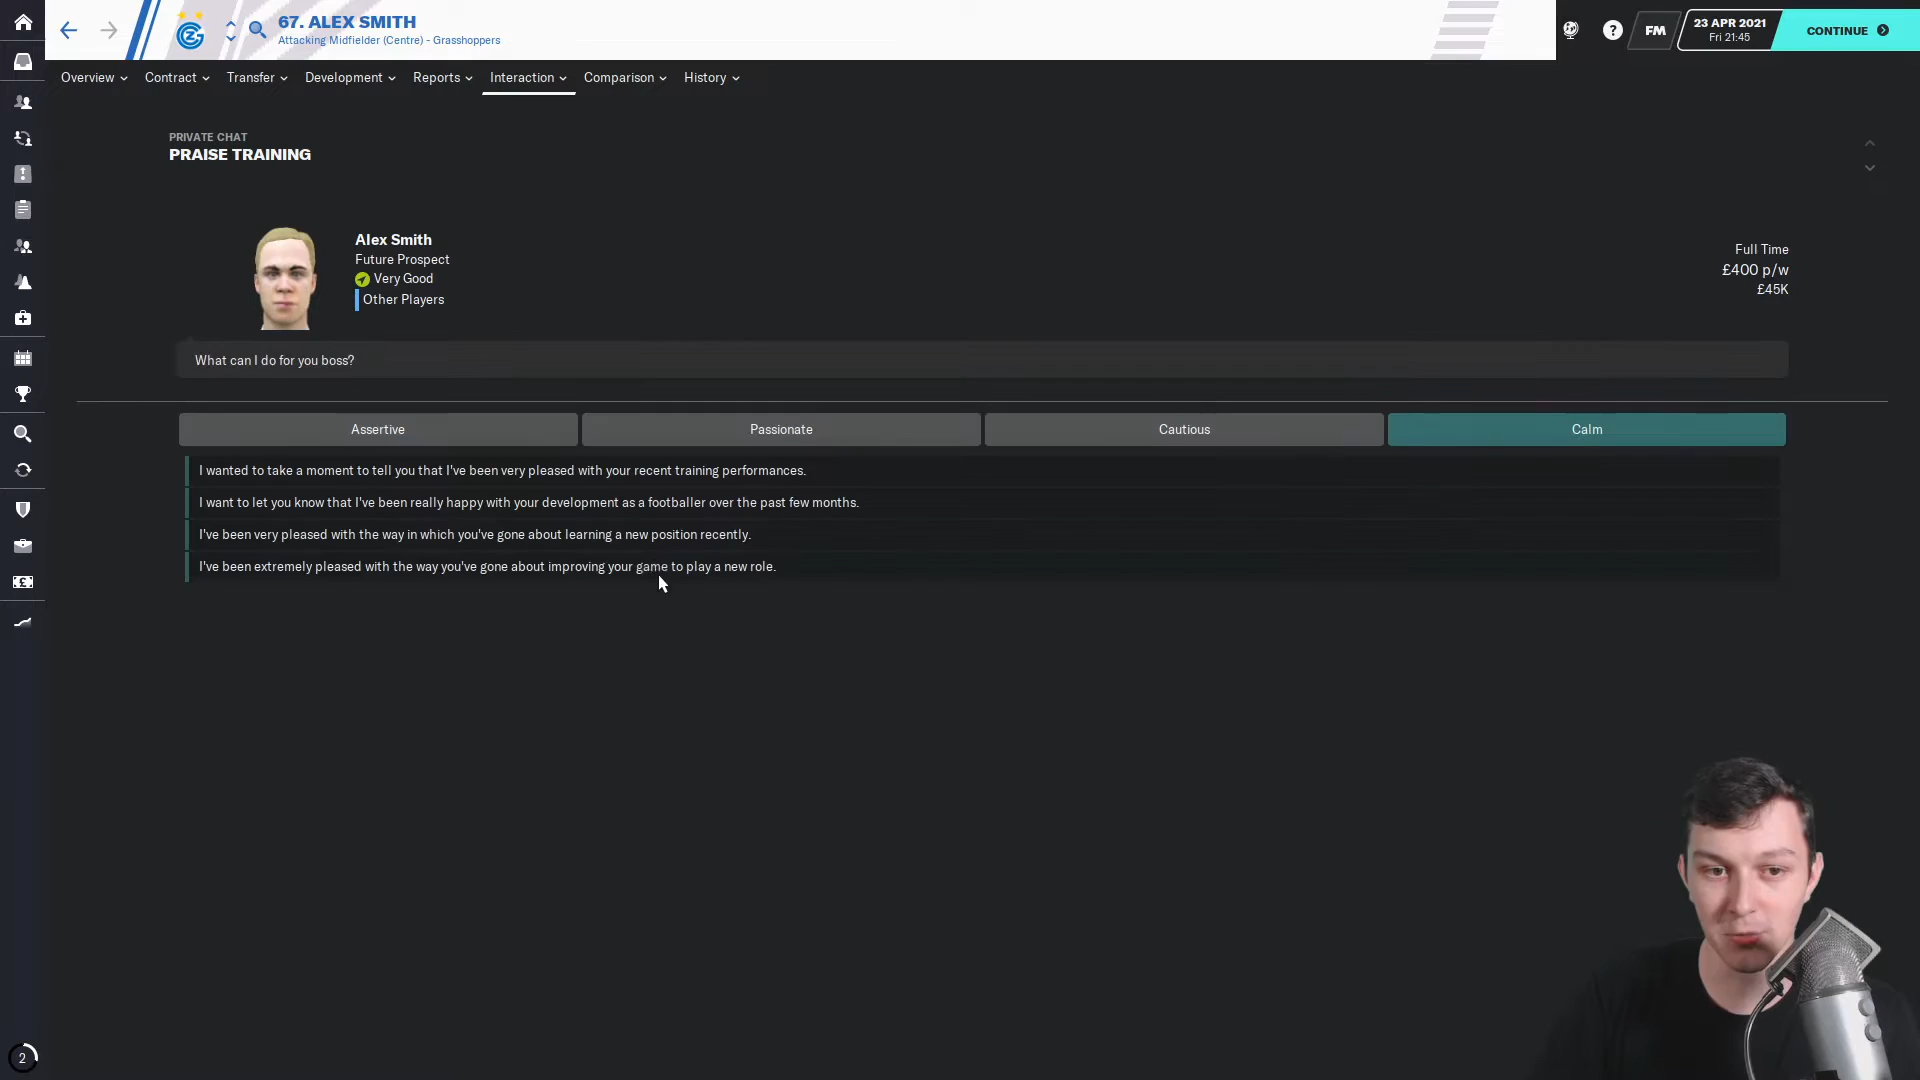 67. ALEX SMITH
Attacking Midfielder (Centre) - Grasshoppers
FM
23 APR 2021
Fri 21:45
CONTINUE
Overview
Contract
Transfer
Development
Reports
Interaction
Comparison
History
PRIVATE CHAT
PRAISE TRAINING
Alex Smith
Future Prospect
Very Good
Other Players
Full Time
£400 p/w
£45K
What can I do for you boss?
Assertive
Passionate
Cautious
Calm
I wanted to take a moment to tell you that I've been very pleased with your recent training performances.
I want to let you know that I've been really happy with your development as a footballer over the past few months.
I've been very pleased with the way in which you've gone about learning a new position recently.
I've been extremely pleased with the way you've gone about improving your game to play a new role.
2